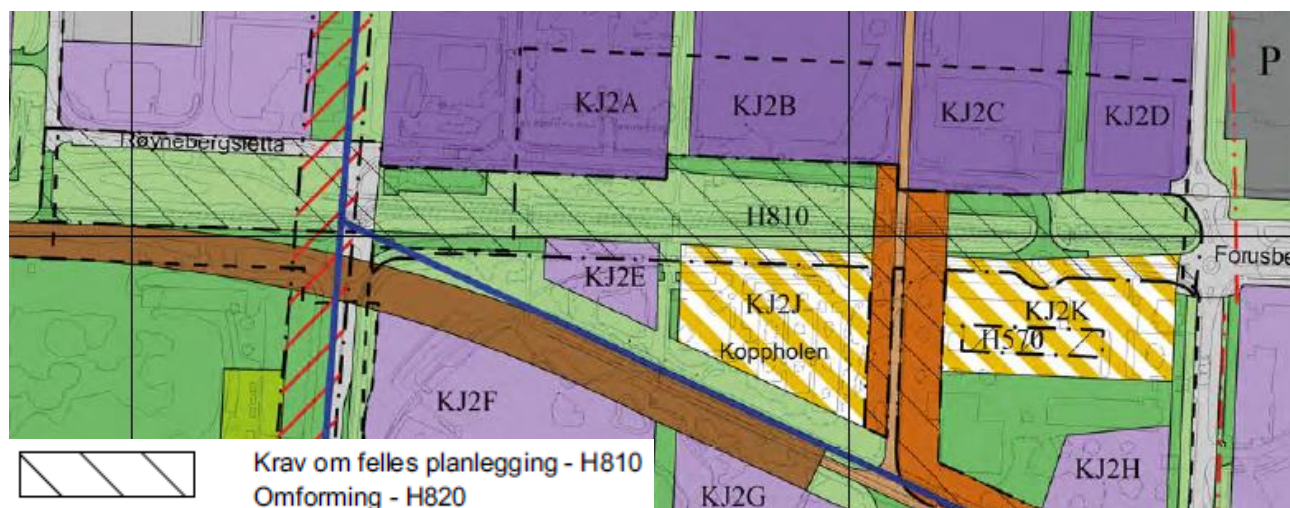 P
KJ2A
KJ2B
KJ2C
KJ2D
Røynebergsletta
H810
Forusbe
KJ2E
KJ2J
KJ2K
H570
Koppholen
KJ2F
KJ2H
KJ2G
Krav om felles planlegging - H810
Omforming - H820